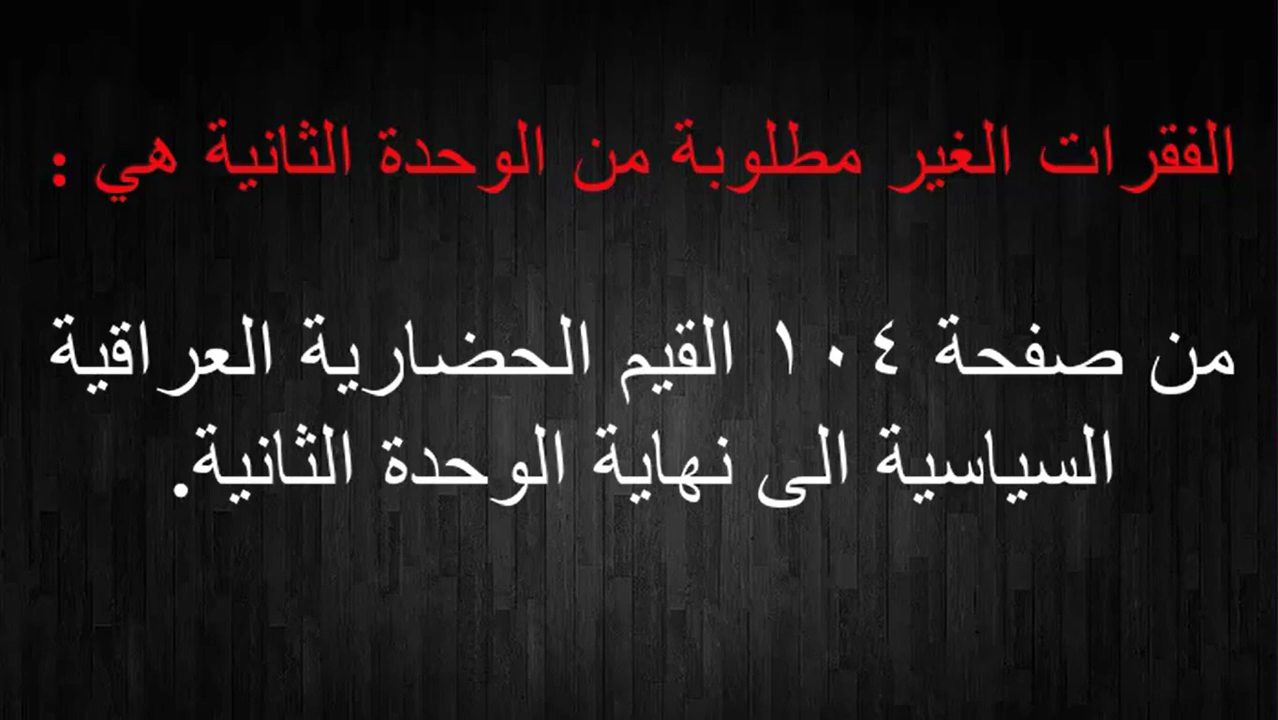 الفقرات الغير مطلوبة من الوحدة الثانية هي :
من صفحة ١٠٤ القيم الحضارية العراقية
السياسية الى نهاية الوحدة الثانية.